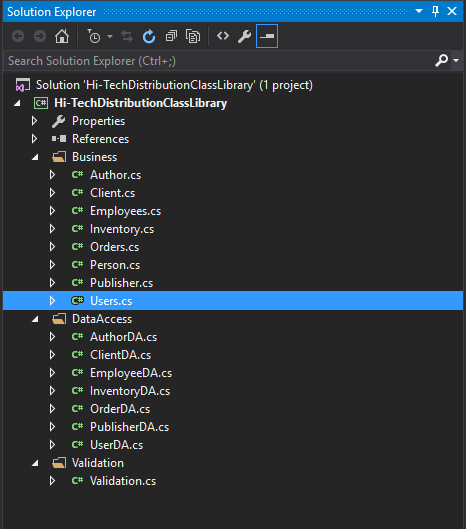 Solution Explorer
Search Solution Explorer (Ctrl+;)
Solution 'Hi-TechDistributionClassLibrary' (1 project)
C# Hi-TechDistributionClassLibrary
Properties
References
Business
C# Author.cs
C# Client.cs
C# Employees.cs
C# Inventory.cs
C# Orders.cs
C# Person.cs
C# Publisher.cs
C# Users.cs
DataAccess
C# AuthorDA.cs
C# ClientDA.cs
C# EmployeeDA.cs
C# InventoryDA.cs
C# OrderDA.cs
C# PublisherDA.cs
C# UserDA.cs
Validation
C# Validation.cs